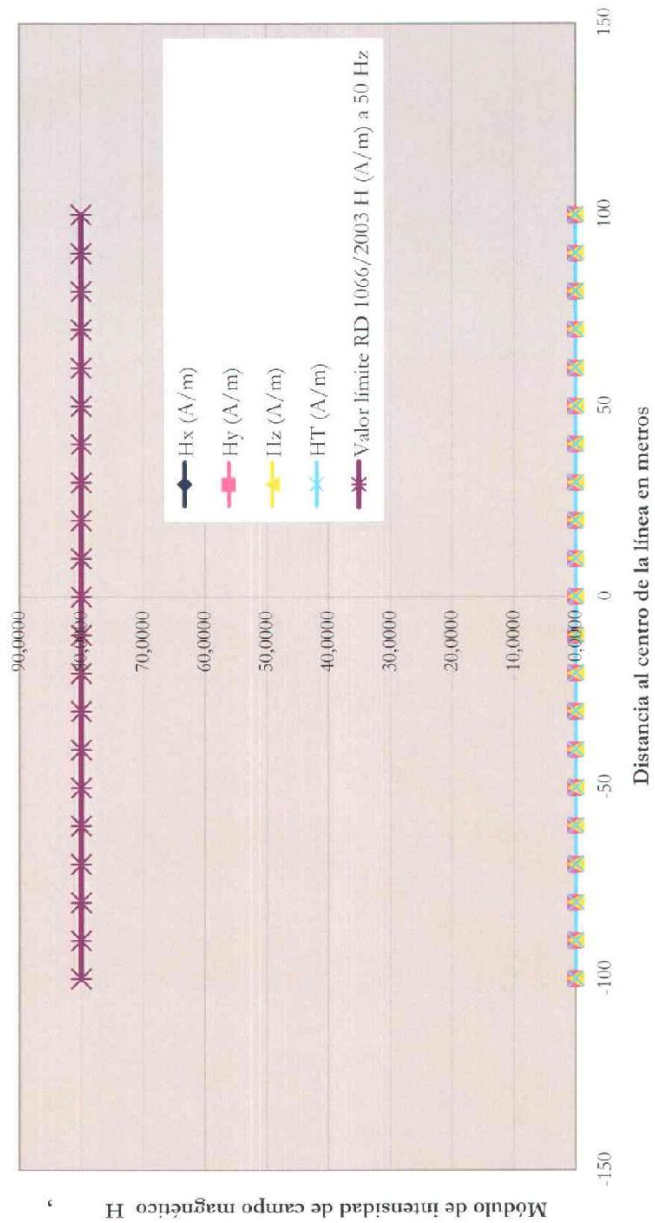 Módulo de intensidad de campo magnético H ,
90,0000
80,0000
70,0000
60,0000
50,0000
40,0000
30,0000
20,0000
10,0000
0,0000
-150
-100
-50
0
50
100
150
Distancia al centro de la línea en metros
Hx (A/m)
Hy (A/m)
Hz (A/m)
HT (A/m)
Valor límite RD 1066/2003 H (A/m) a 50 Hz